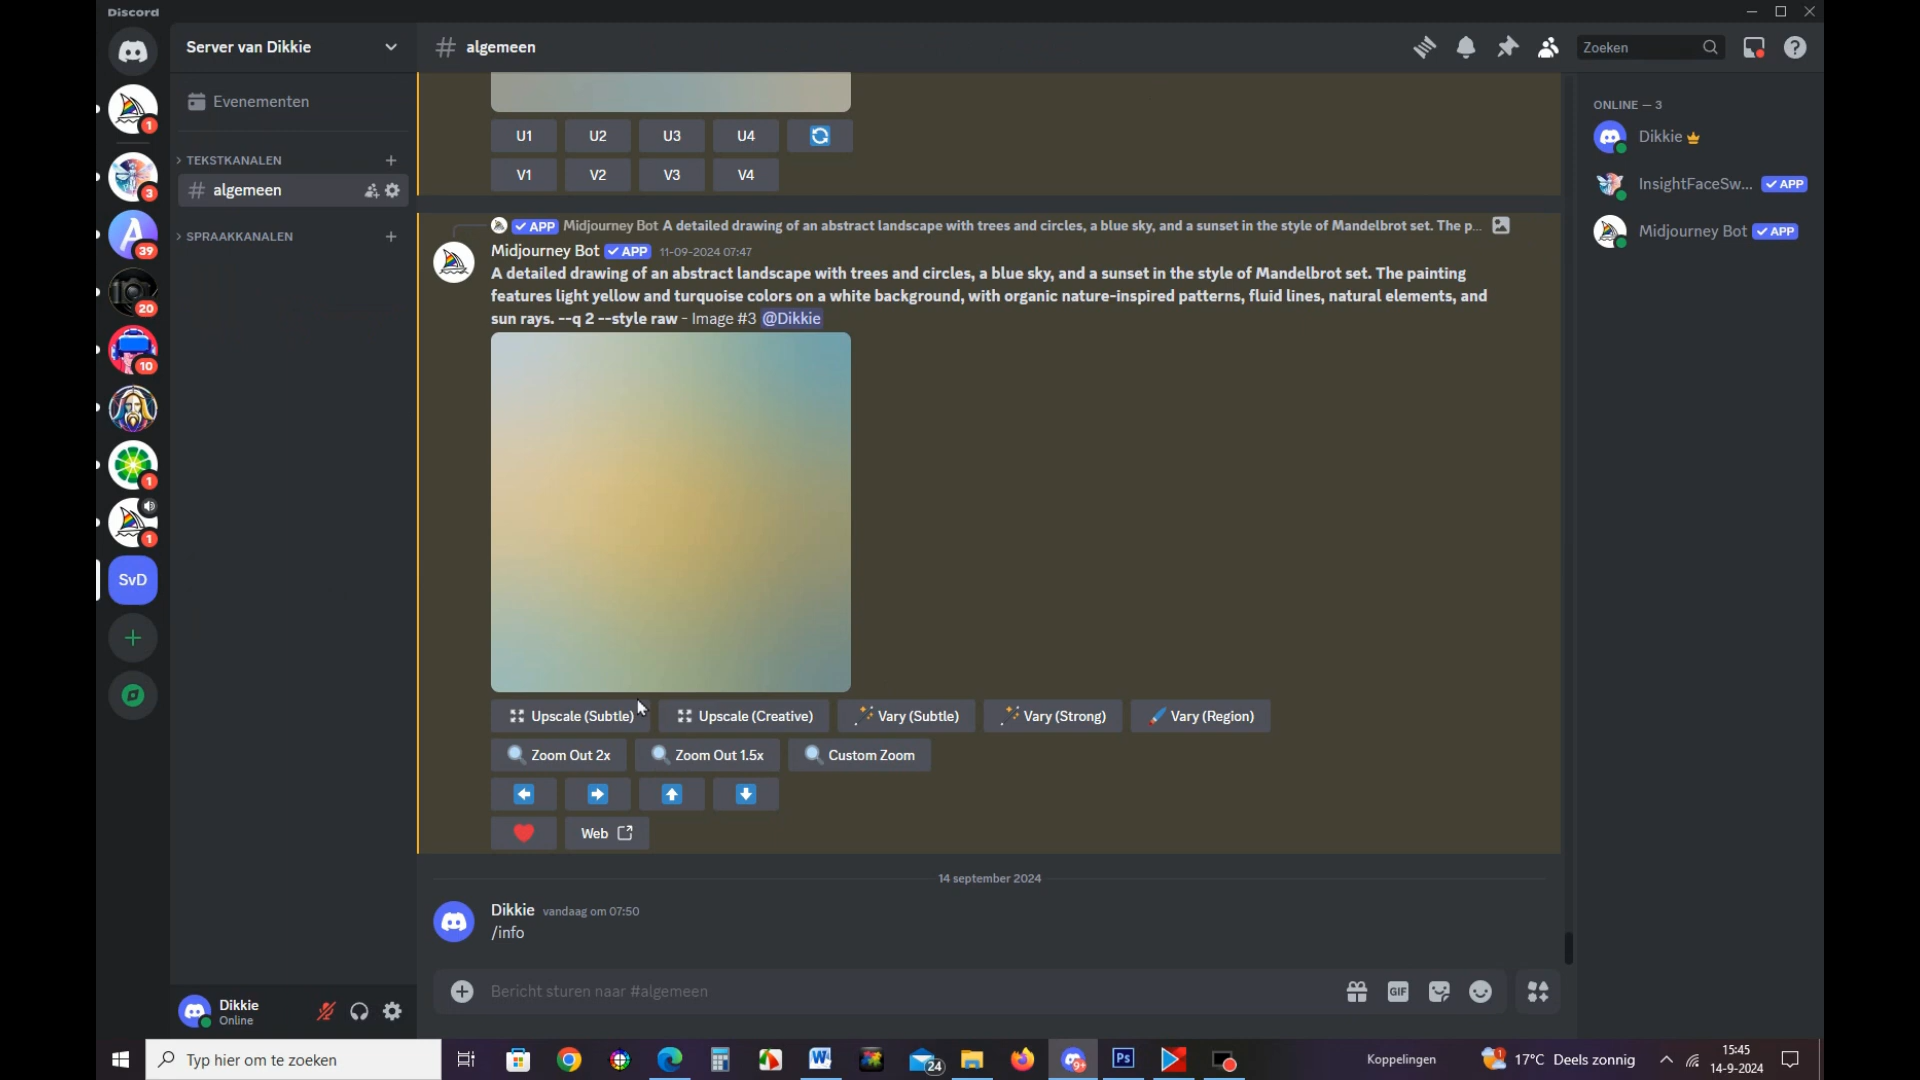 Discord
Server van Dikkie
algemeen
Zoeken
Evenementen
TEKSTKANALEN
algemeen
SPRAAKKANALEN
1
3
39
20
10
1
1
SvD
U1 U2 U3 U4
V1 V2 V3 V4
APP Midjourney Bot A detailed drawing of an abstract landscape with trees and circles, a blue sky, and a sunset in the style of Mandelbrot set. The p...
Midjourney Bot APP 11-09-2024 07:47
A detailed drawing of an abstract landscape with trees and circles, a blue sky, and a sunset in the style of Mandelbrot set. The painting
features light yellow and turquoise colors on a white background, with organic nature-inspired patterns, fluid lines, natural elements, and
sun rays. --q 2 --style raw - Image #3 @Dikkie
Upscale (Subtle) Upscale (Creative) Vary (Subtle) Vary (Strong) Vary (Region)
Zoom Out 2x Zoom Out 1.5x Custom Zoom
Web
14 september 2024
Dikkie vandaag om 07:50
/info
Bericht sturen naar #algemeen
GIF
ONLINE — 3
Dikkie
InsightFaceSw... APP
Midjourney Bot APP
Dikkie
Online
Typ hier om te zoeken
W
24
9+
Ps
Koppelingen
1
17°C Deels zonnig
15:45
14-9-2024